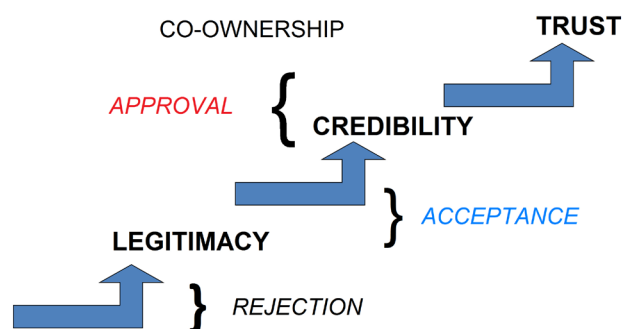 TRUST
CO-OWNERSHIP
APPROVAL
CREDIBILITY
ACCEPTANCE
LEGITIMACY
REJECTION